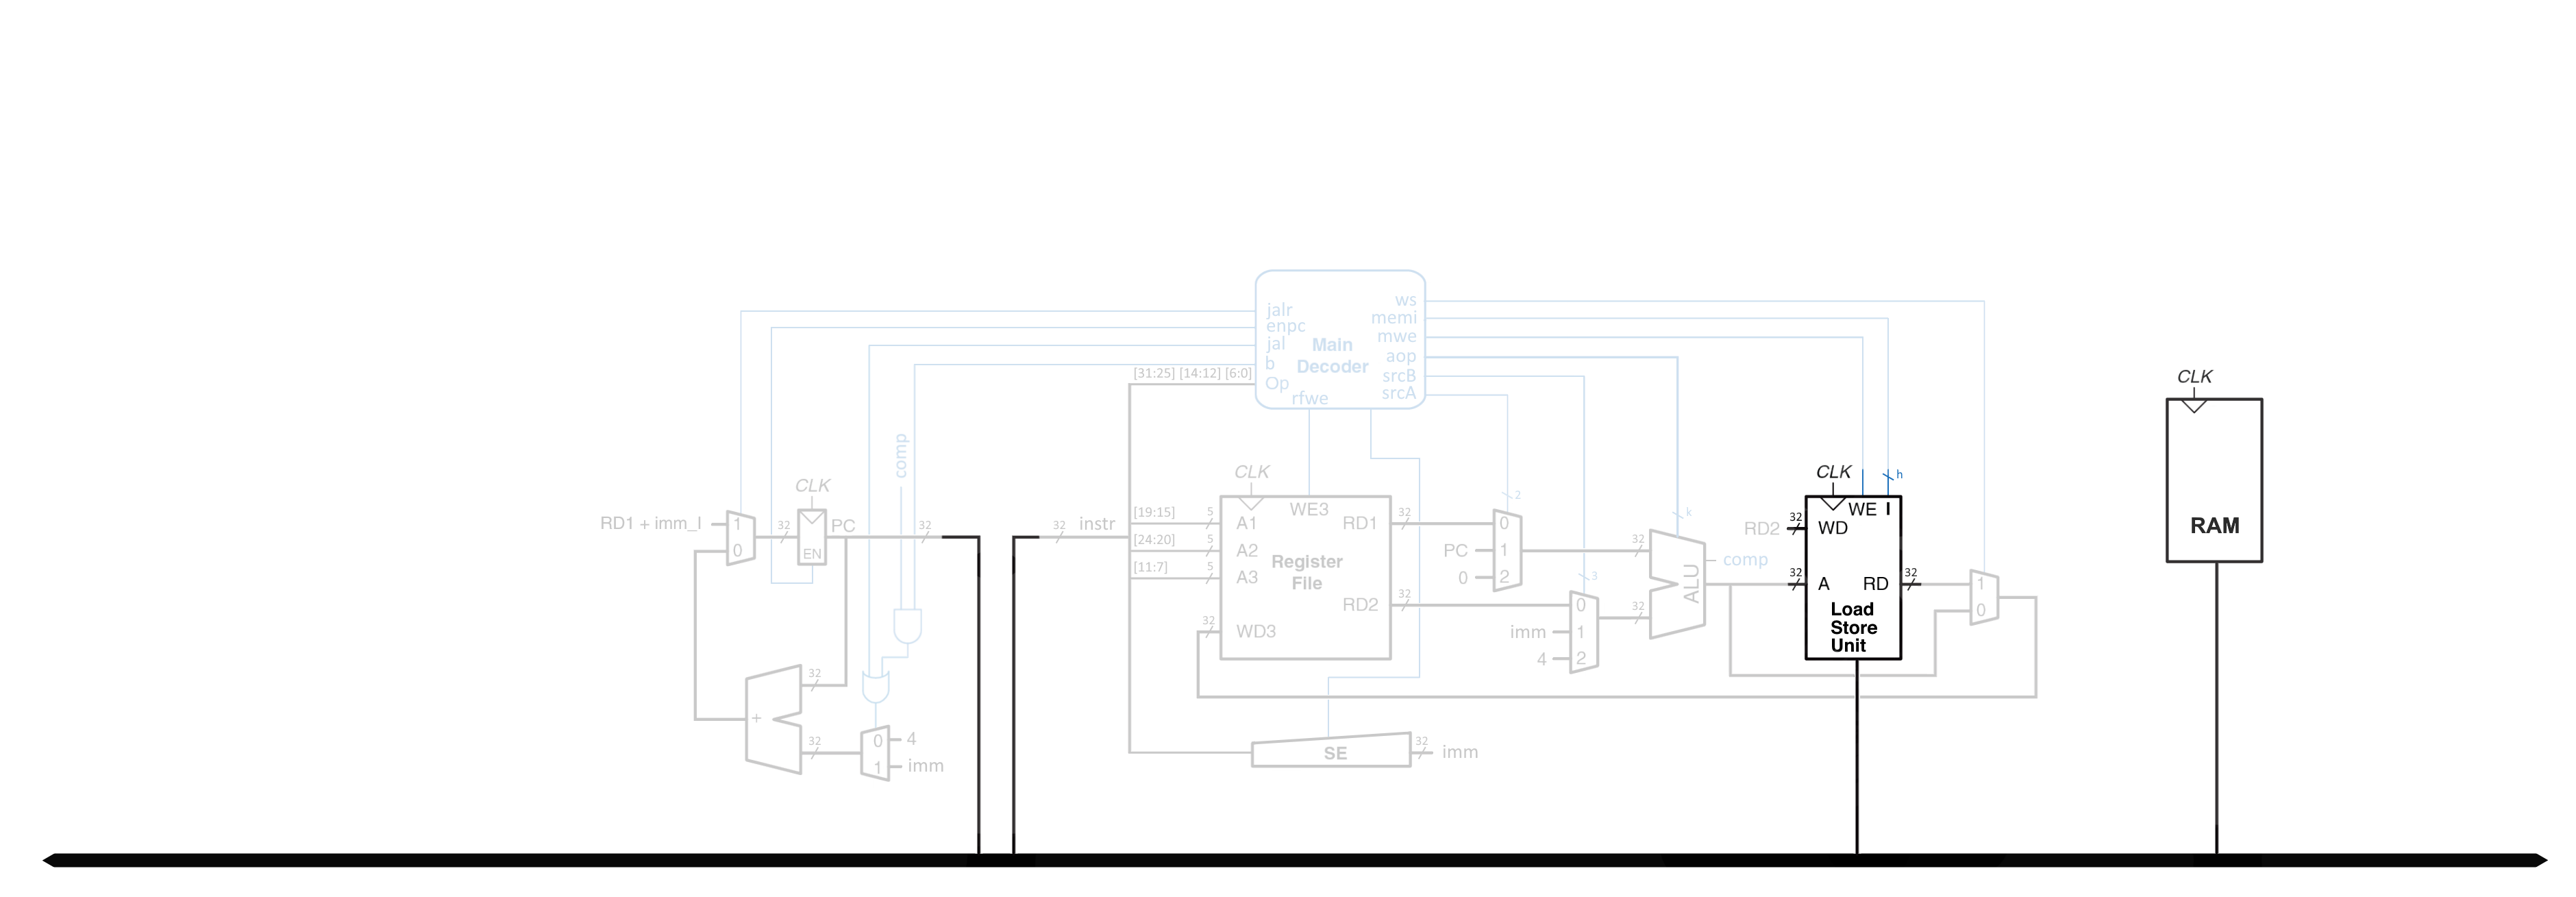 jalr
enpc
jal
b
Op
rfwe
Main
Decoder
ws
memi
mwe
aop
srcB
srcA
[31:25] [14:12] [6:0]
CLK
RAM
comp
CLK
RD1 + imm_I
1
0
32
EN
PC
32
32
instr
[19:15]
5
[24:20]
5
[11:7]
5
CLK
WE3
A1
A2
A3
32
WD3
Register
File
RD1
32
RD2
32
2
0
PC
1
0
2
3
0
imm
1
4
2
32
32
k
ALU
comp
CLK
h
WE I
32
RD2
WD
32
A
RD
32
Load
Store
Unit
1
0
+
32
32
0
4
1
imm
SE
32
imm